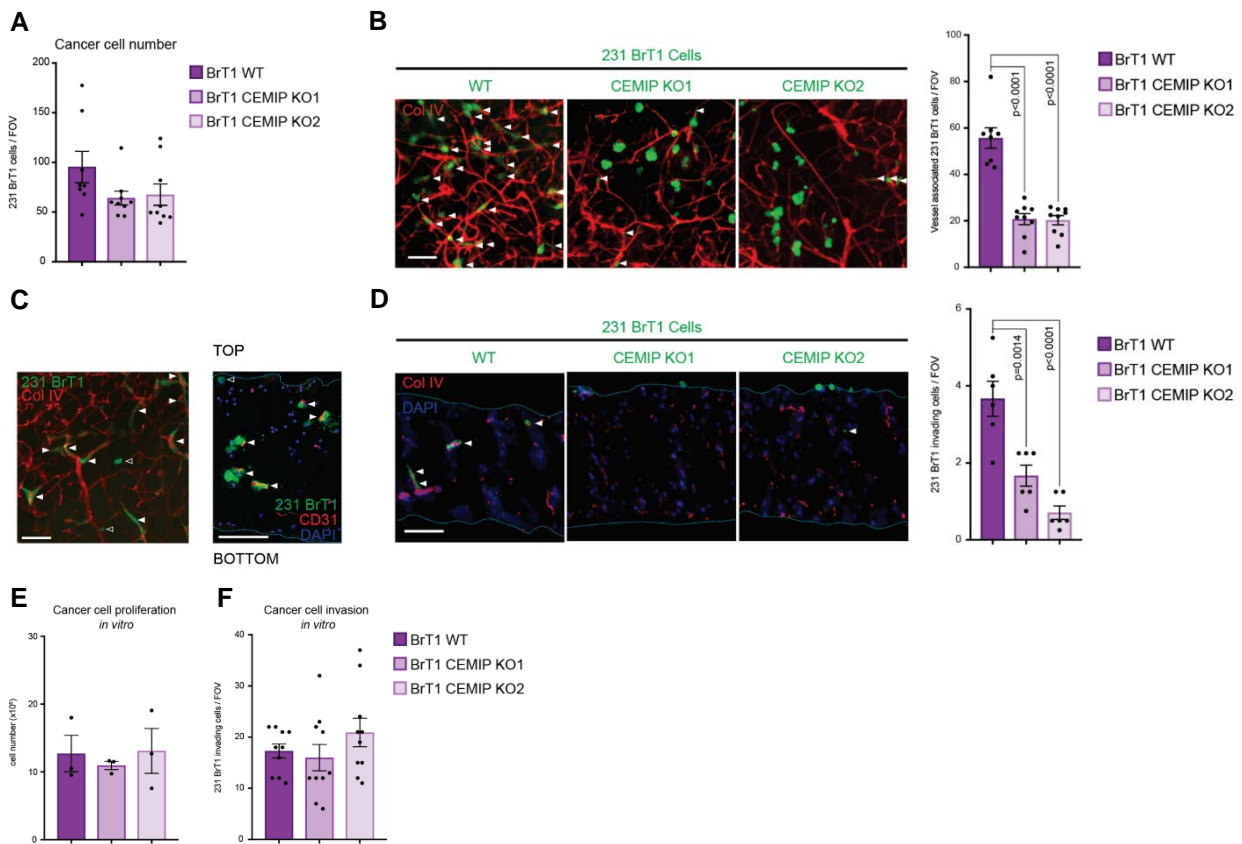 A
Cancer cell number
231 BrT1 cells / FOV
200
150
100
50
0
BrT1 WT
BrT1 CEMIP KO1
BrT1 CEMIP KO2
B
231 BrT1 Cells
WT
CEMIP KO1
CEMIP KO2
Col IV
Vessel associated 231 BrT1 cells / FOV
100
80
60
40
20
0
p<0.0001
p<0.0001
BrT1 WT
BrT1 CEMIP KO1
BrT1 CEMIP KO2
C
231 BrT1
Col IV
TOP
231 BrT1
CD31
DAPI
BOTTOM
D
231 BrT1 Cells
WT
CEMIP KO1
CEMIP KO2
Col IV
DAPI
231 BrT1 invading cells / FOV
6
4
2
0
p=0.0014
p<0.0001
BrT1 WT
BrT1 CEMIP KO1
BrT1 CEMIP KO2
E
Cancer cell proliferation
in vitro
30
20
10
0
F
Cancer cell invasion
in vitro
231 BrT1 invading cells / FOV
40
30
20
10
0
BrT1 WT
BrT1 CEMIP KO1
BrT1 CEMIP KO2